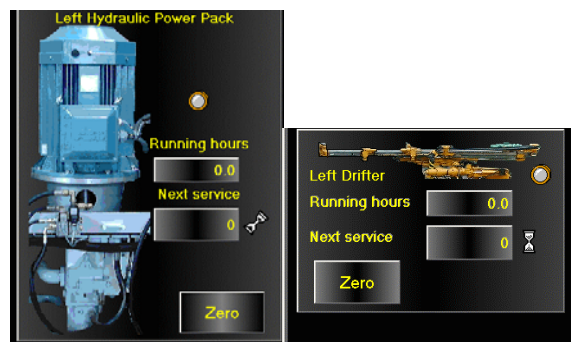 Left Hydraulic Power Pack
Running hours
0.0
Next service
0
Zero
Left Drifter
Running hours
0.0
Next service
0
Zero